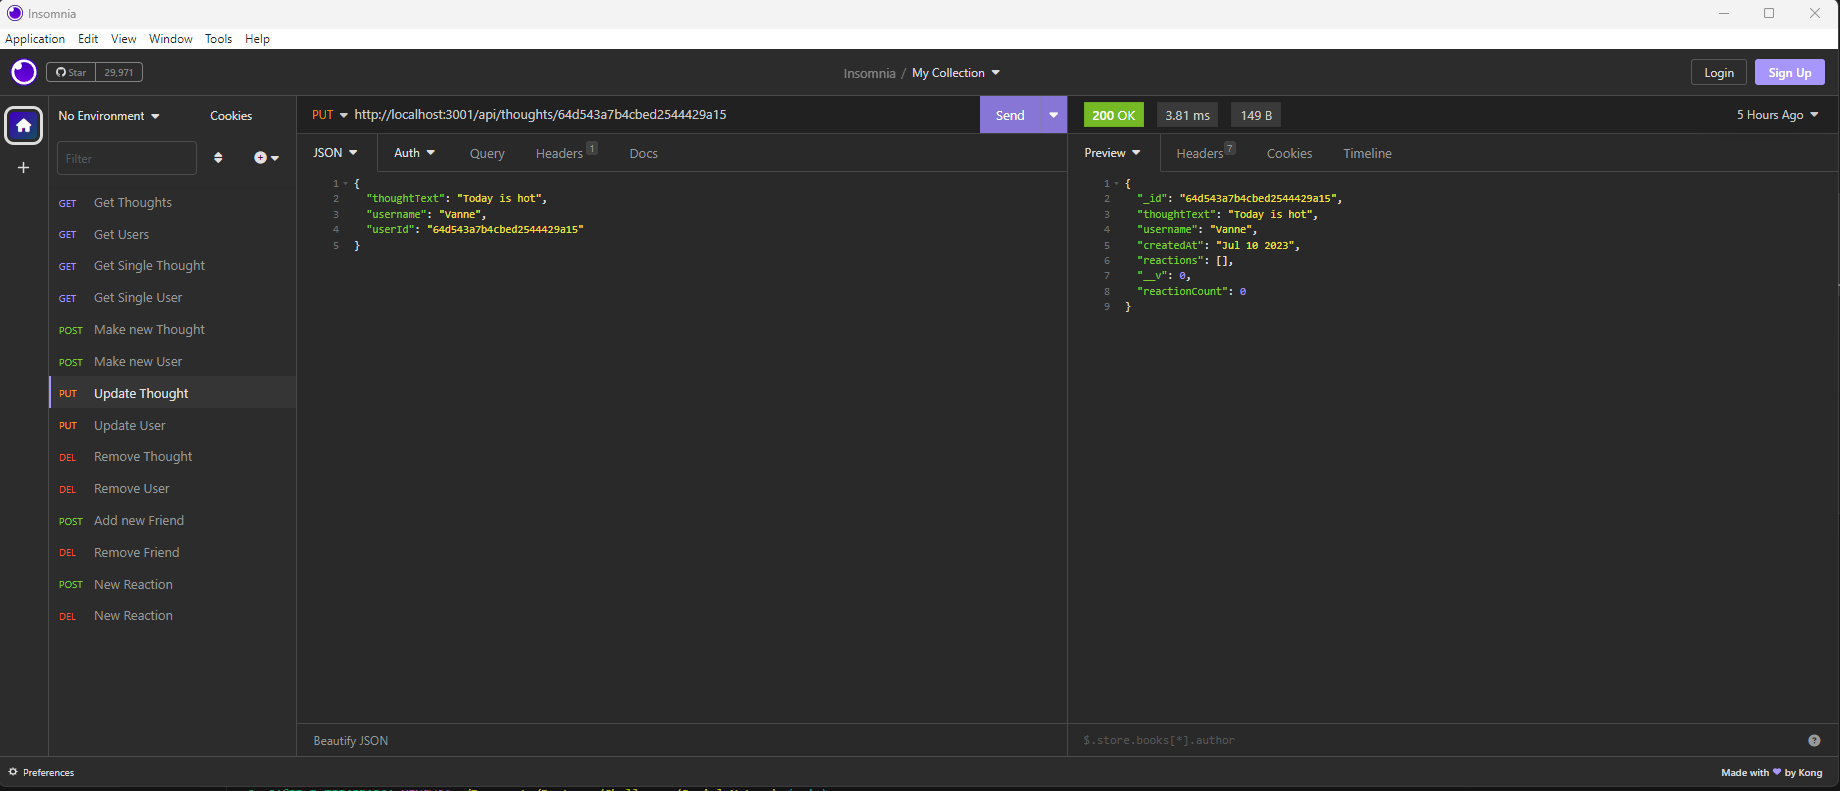 Insomnia
Application Edit View Window Tools Help
Star 29,971
Insomnia / My Collection
Login Sign Up
No Environment Cookies
Filter
GET Get Thoughts
GET Get Users
GET Get Single Thought
GET Get Single User
POST Make new Thought
POST Make new User
PUT Update Thought
PUT Update User
DEL Remove Thought
DEL Remove User
POST Add new Friend
DEL Remove Friend
POST New Reaction
DEL New Reaction
PUT http://localhost:3001/api/thoughts/64d543a7b4cbed2544429a15 Send
JSON Auth Query Headers 1 Docs
1 {
2 "thoughtText": "Today is hot",
3 "username": "Vanne",
4 "userId": "64d543a7b4cbed2544429a15"
5 }
Beautify JSON
200 OK 3.81 ms 149 B 5 Hours Ago
Preview Headers 7 Cookies Timeline
1 {
2 "_id": "64d543a7b4cbed2544429a15",
3 "thoughtText": "Today is hot",
4 "username": "Vanne",
5 "createdAt": "Jul 10 2023",
6 "reactions": [],
7 "__v": 0,
8 "reactionCount": 0
9 }
$.store.books[*].author ?
Preferences
Made with by Kong